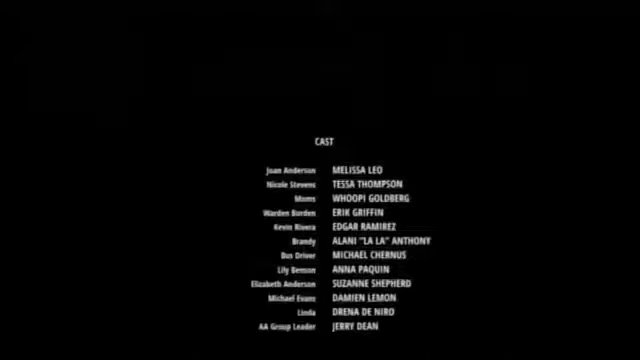 CAST
Joan Anderson MELISSA LEO
Nicole Stevens TESSA THOMPSON
Moms WHOOPI GOLDBERG
Warden Burden ERIK GRIFFIN
Kevin Rivera EDGAR RAMIREZ
Brandy ALANI "LA LA" ANTHONY
Bus Driver MICHAEL CHERNUS
Lily Benson ANNA PAQUIN
Elizabeth Anderson SUZANNE SHEPHERD
Michael Evans DAMIEN LEMON
Linda DRENA DE NIRO
AA Group Leader JERRY DEAN